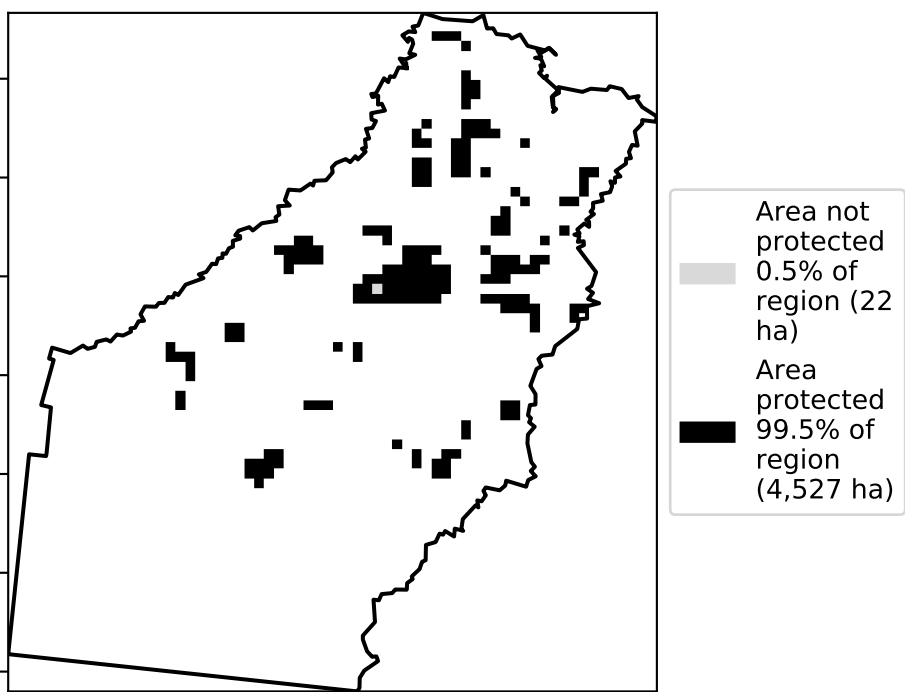 Area not
protected
0.5% of
region (22
ha)
Area
protected
99.5% of
region
(4,527 ha)